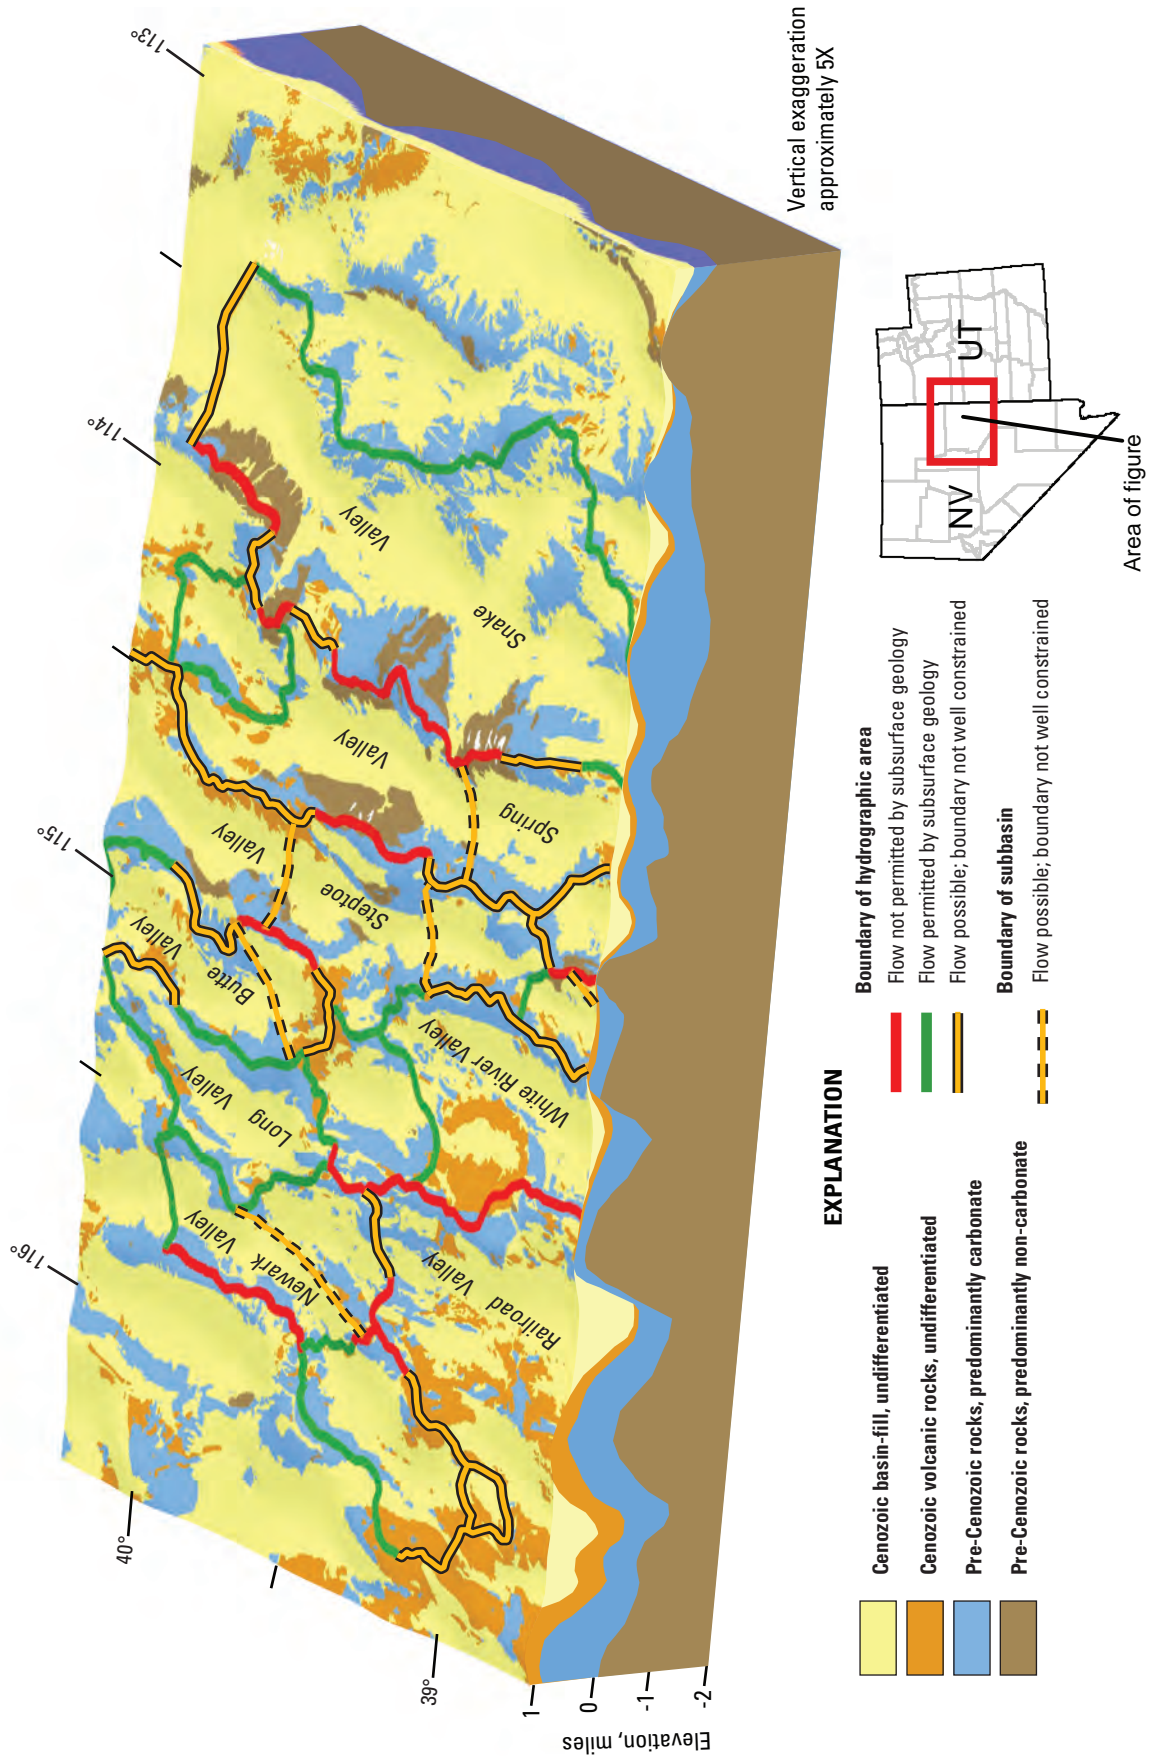 40°
39°
116°
115°
114°
113°
Newark
Valley
Long
Valley
Butte
Valley
Railroad
Valley
White River Valley
Steptoe
Valley
Spring
Valley
Snake
Valley
1
0
-1
-2
Elevation, miles
Vertical exaggeration
approximately 5X
EXPLANATION
Cenozoic basin-fill, undifferentiated
Cenozoic volcanic rocks, undifferentiated
Pre-Cenozoic rocks, predominantly carbonate
Pre-Cenozoic rocks, predominantly non-carbonate
Boundary of hydrographic area
Flow not permitted by subsurface geology
Flow permitted by subsurface geology
Flow possible; boundary not well constrained
Boundary of subbasin
Flow possible; boundary not well constrained
NV
UT
Area of figure